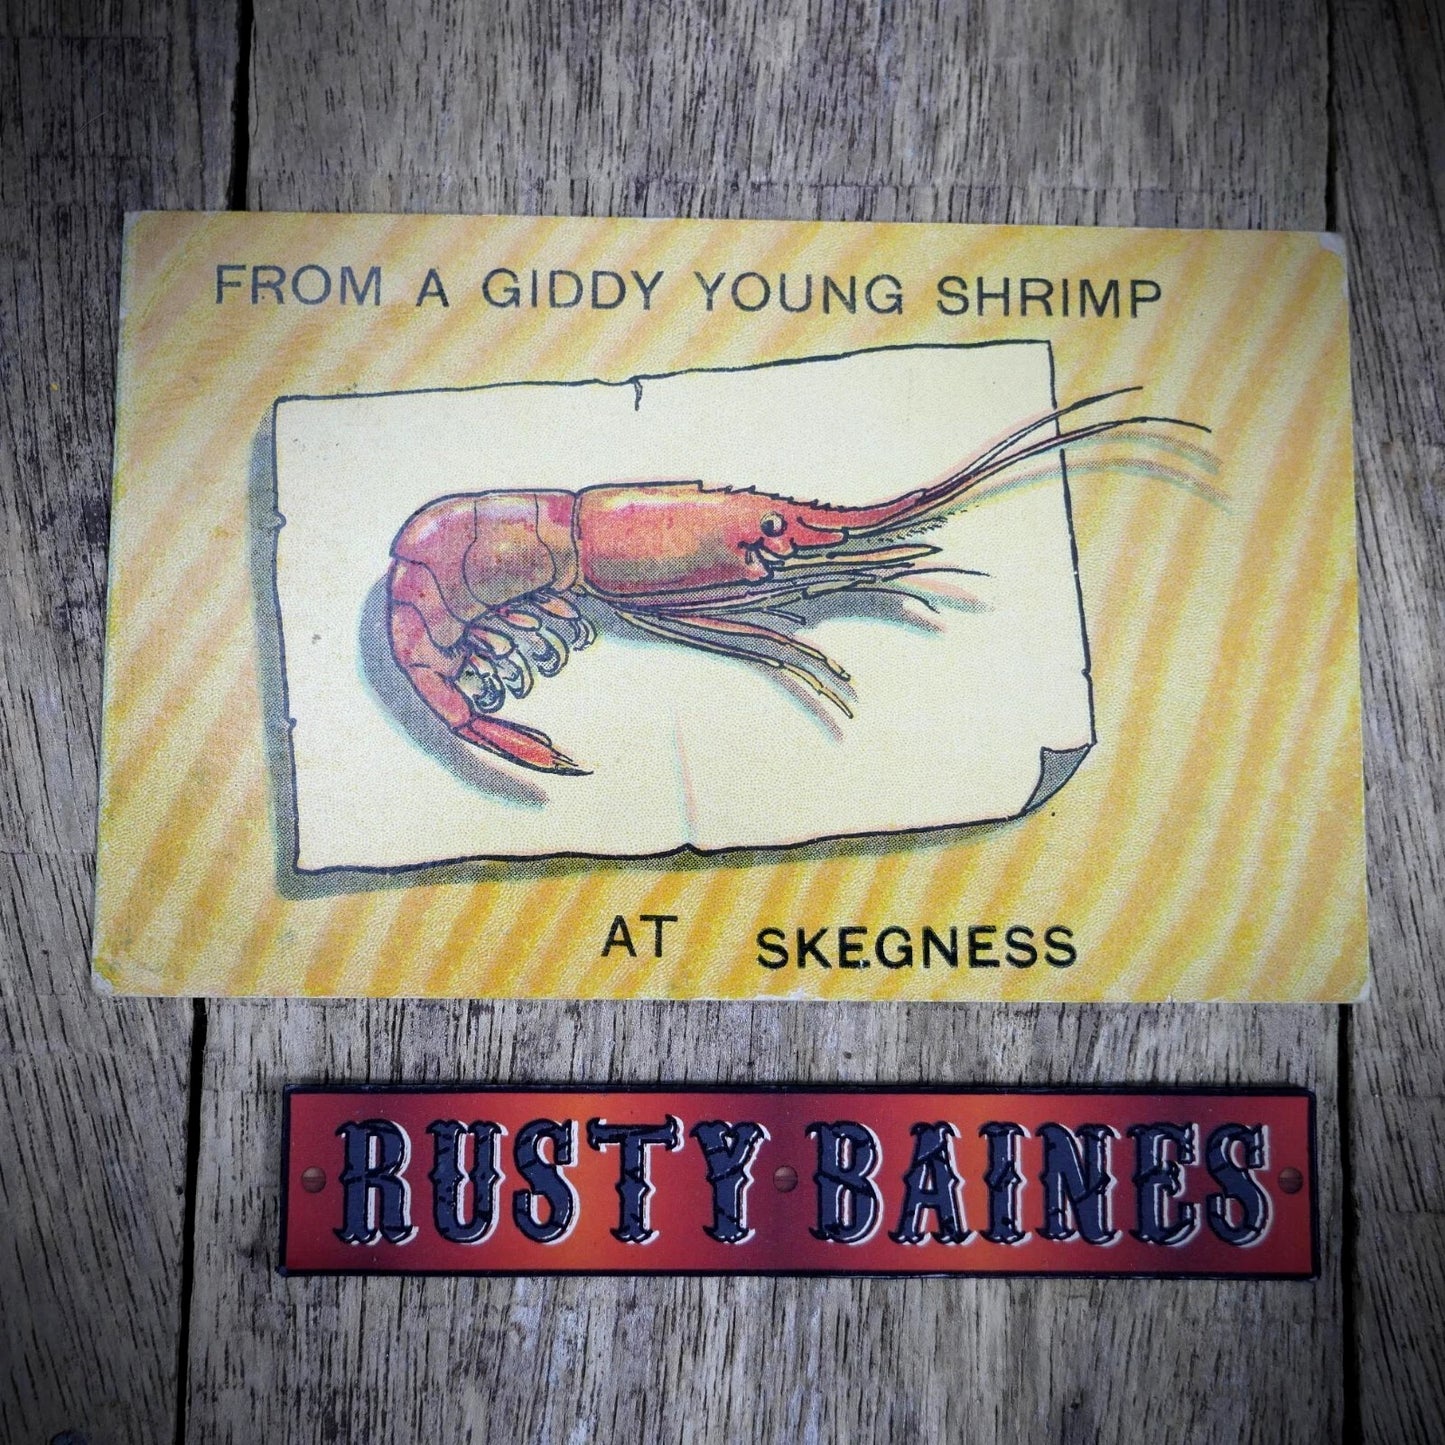 FROM A GIDDY YOUNG SHRIMP
AT SKEGNESS
RUSTY BAINES